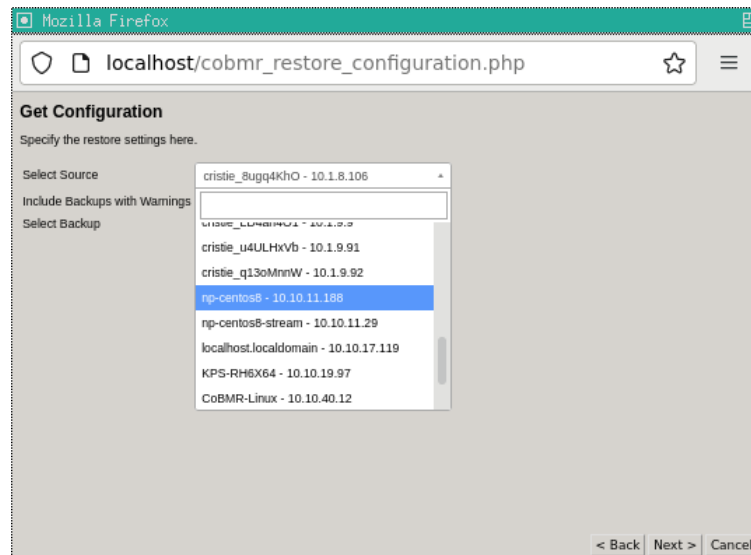 Mozilla Firefox
localhost/cobmr_restore_configuration.php
Get Configuration
Specify the restore settings here.
Select Source
cristie_8ugq4KhO - 10.1.8.106
Include Backups with Warnings
Select Backup
cristie_u4ULHxVb - 10.1.9.91
cristie_q13oMnnW - 10.1.9.92
np-centos8 - 10.10.11.188
np-centos8-stream - 10.10.11.29
localhost.localdomain - 10.10.17.119
KPS-RH6X64 - 10.10.19.97
CoBMR-Linux - 10.10.40.12
< Back Next > Cancel